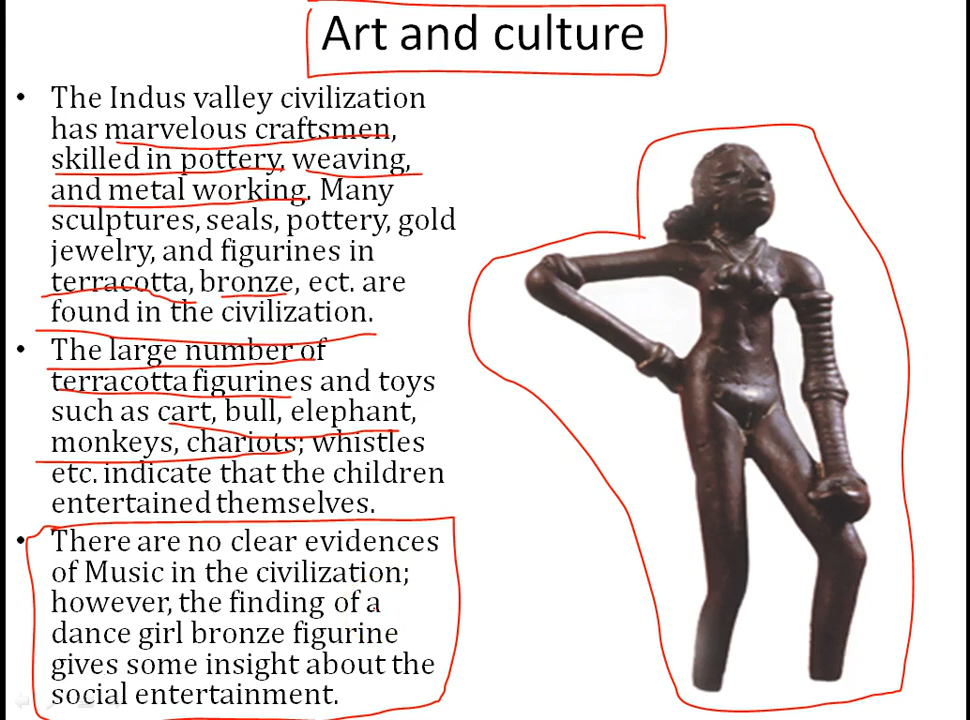 Art and culture
• The Indus valley civilization
has marvelous craftsmen,
skilled in pottery, weaving,
and metal working. Many
sculptures, seals, pottery, gold
jewelry, and figurines in
terracotta, bronze, ect. are
found in the civilization.
• The large number of
terracotta figurines and toys
such as cart, bull, elephant,
monkeys, chariots; whistles
etc. indicate that the children
entertained themselves.
• There are no clear evidences
of Music in the civilization;
however, the finding of a
dance girl bronze figurine
gives some insight about the
social entertainment.